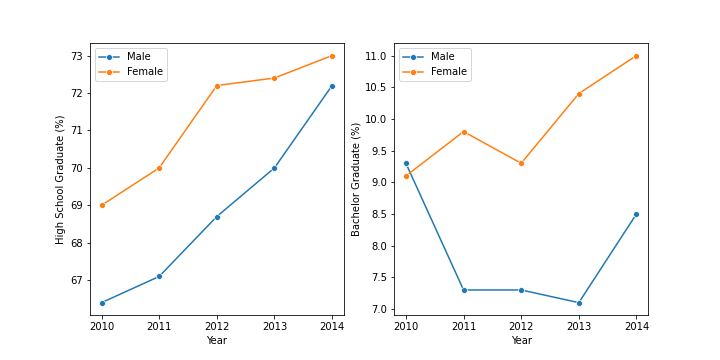 High School Graduate (%)
73
72
71
70
69
68
67
Male
Female
2010 2011 2012 2013 2014
Year
Bachelor Graduate (%)
11.0
10.5
10.0
9.5
9.0
8.5
8.0
7.5
7.0
Male
Female
2010 2011 2012 2013 2014
Year